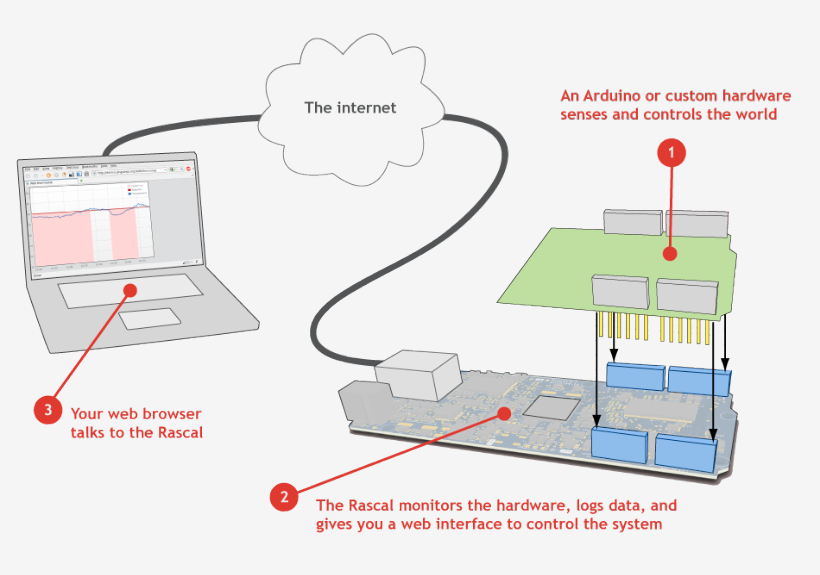 The internet
An Arduino or custom hardware
senses and controls the world
1
3
Your web browser
talks to the Rascal
2
The Rascal monitors the hardware, logs data, and
gives you a web interface to control the system